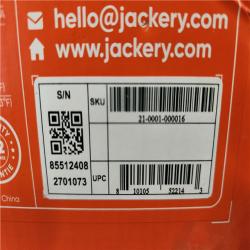 hello@jackery.com
www.jackery.com
S/N
SKU
21-0001-000016
85512408
2701073
UPC
8 10105 52214 3
China